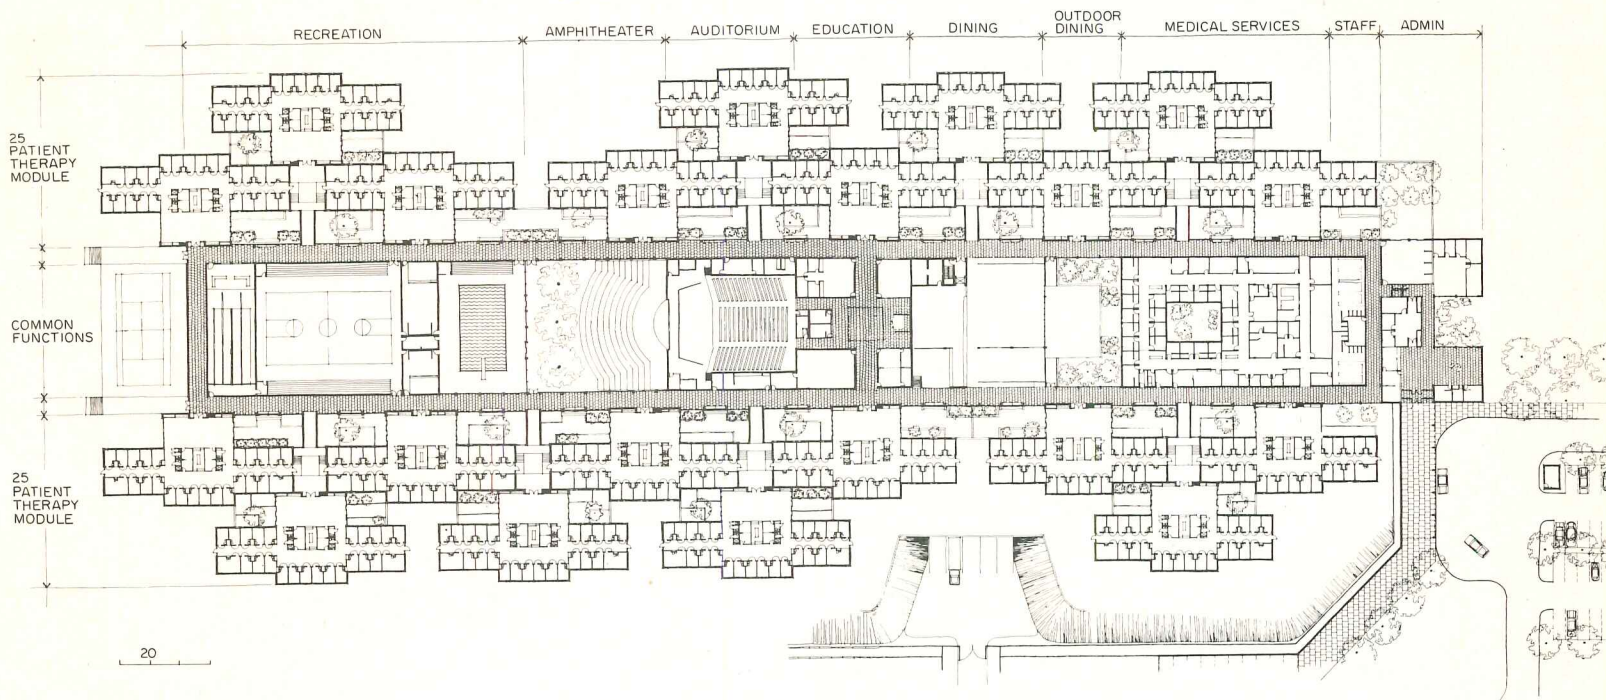 RECREATION
AMPHITHEATER
AUDITORIUM
EDUCATION
DINING
OUTDOOR
DINING
MEDICAL SERVICES
STAFF
ADMIN
25
PATIENT
THERAPY
MODULE
COMMON
FUNCTIONS
25
PATIENT
THERAPY
MODULE
20